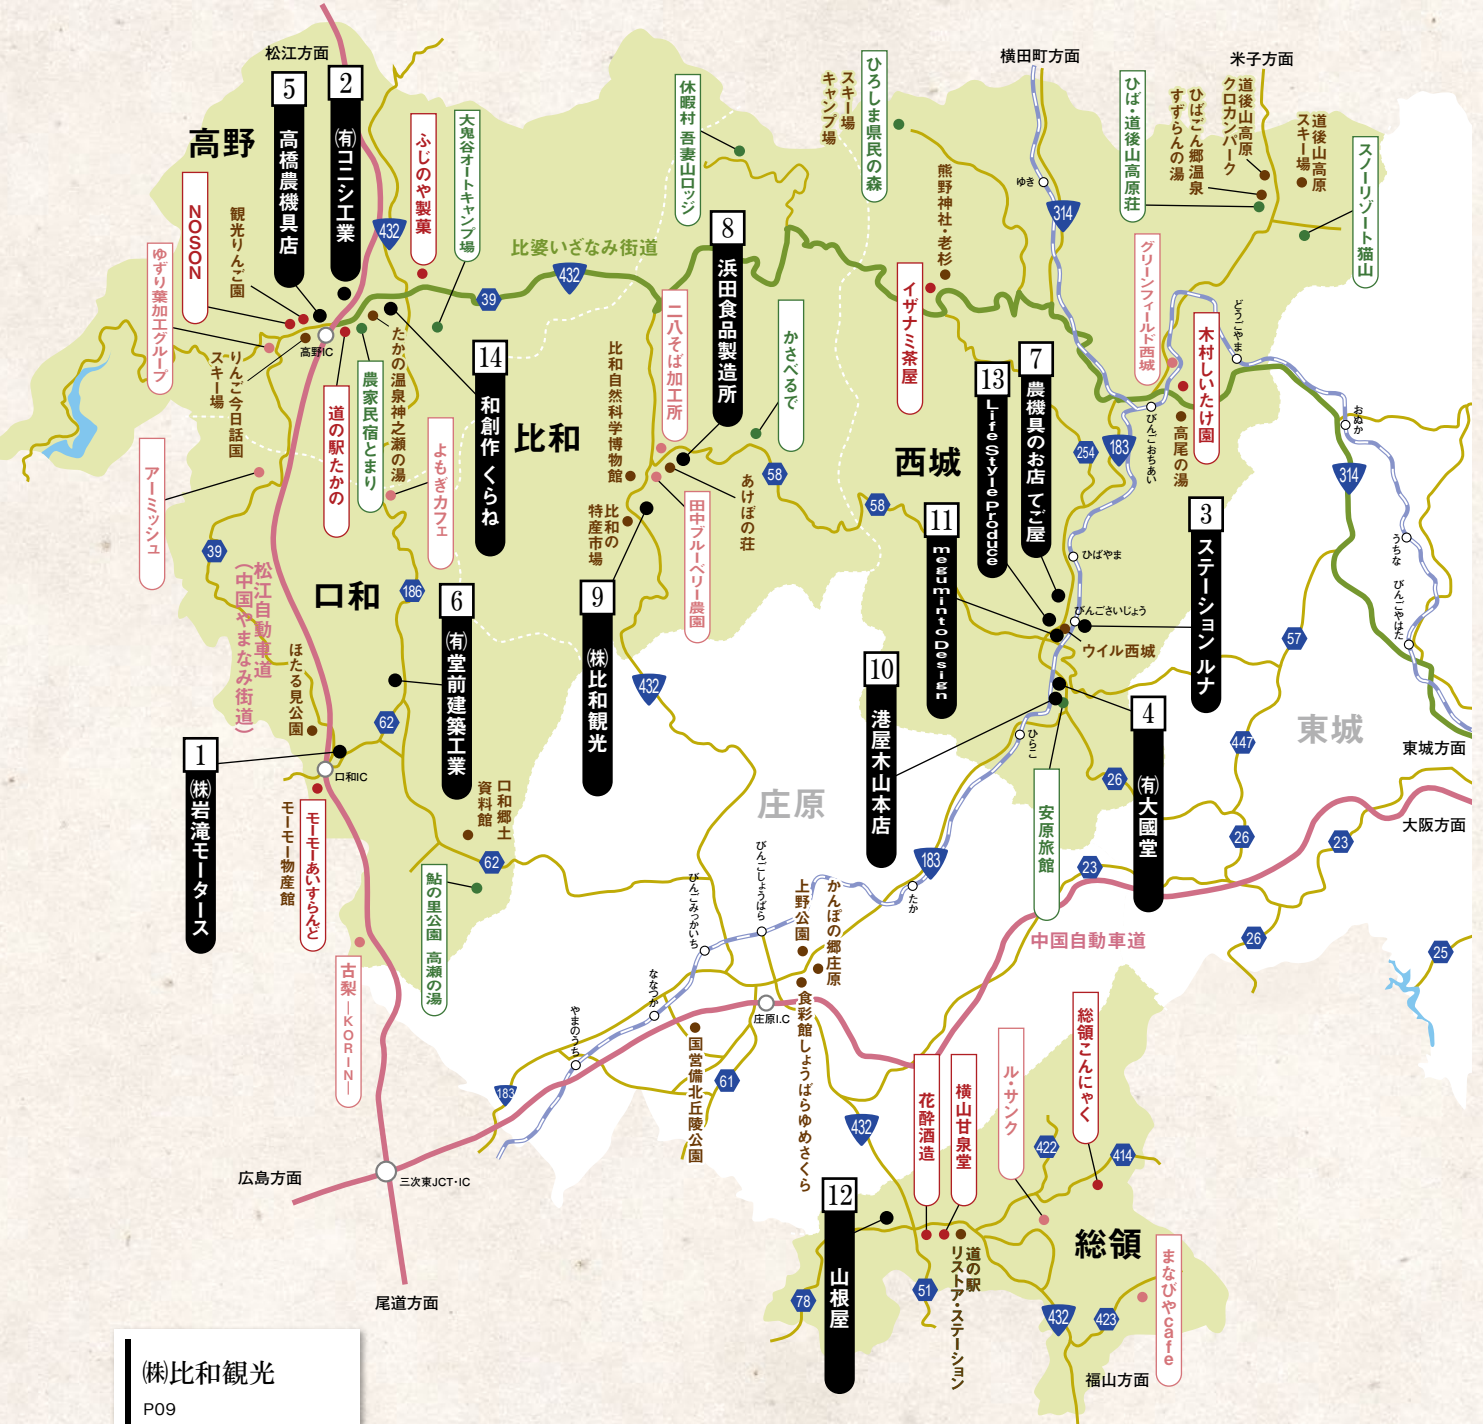 松江方面
横田町方面
米子方面
高野
5
高橋農機具店
2
㈲コニシ工業
432
ふじのや製菓
大鬼谷オートキャンプ場
NOSON
観光りんご園
ゆずり葉加工グループ
りんご今日話国
スキー場
高野IC
道の駅たかの
農家民宿とまり
たかの温泉神之瀬の湯
39
比婆いざなみ街道
432
14
和創作 くらね
よもぎカフェ
アーミッシュ
39
松江自動車道
(中国やまなみ街道)
比和
休暇村 吾妻山ロッジ
8
浜田食品製造所
二八そば加工所
かさべるで
比和自然科学博物館
58
あけぼの荘
比和の
特産市場
田中ブルーベリー農園
9
㈱比和観光
432
口和
186
6
㈲堂前建築工業
62
ほたる見公園
口和IC
1
㈱岩滝モータース
モーモー物産館
モーモーあいすらんど
口和郷土
資料館
62
鮎の里公園 高瀬の湯
古梨 ―KORIN―
ひろしま県民の森
スキー場
キャンプ場
熊野神社・老杉
イザナミ茶屋
ゆき
314
ひば・道後山高原荘
道後山高原
クロカンパーク
ひばごん郷温泉
すずらんの湯
道後山高原
スキー場
スノーリゾート猫山
グリーンフィールド西城
木村しいたけ園
どうごやま
高尾の湯
びんごおちあい
254
183
西城
13
Life Style Produce
7
農機具のお店 てご屋
58
11
meguminto Design
ひばやま
びんごさいじょう
ウイル西城
3
ステーション ルナ
10
港屋木山本店
4
㈲大國堂
安原旅館
ひらこ
26
おぬか
314
うちな
びんごやはた
57
447
東城
東城方面
大阪方面
26
23
23
26
25
中国自動車道
庄原
183
たか
びんごしょうばら
びんごみっかいち
ななつか
やまのうち
上野公園
かんぽの郷庄原
庄原I.C
食彩館しょうばらゆめさくら
国営備北丘陵公園
61
183
広島方面
三次東JCT・IC
尾道方面
432
花酔酒造
横山甘泉堂
ル・サンク
総領こんにゃく
422
414
12
山根屋
総領
道の駅
リストア・ステーション
51
78
432
423
まなびやcafe
福山方面
㈱比和観光
P09